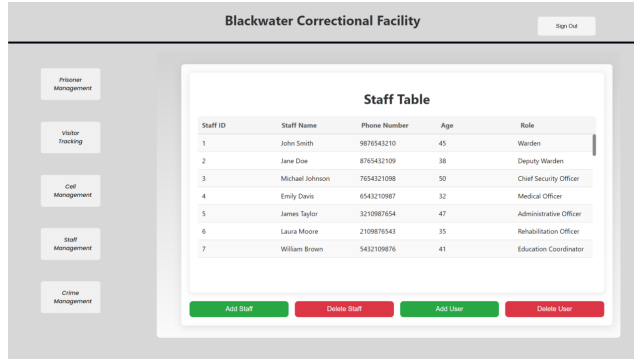 Blackwater Correctional Facility
Sign Out
Prisoner
Management
Visitor
Tracking
Cell
Management
Staff
Management
Crime
Management
Staff Table
Staff ID Staff Name Phone Number Age Role
1 John Smith 9876543210 45 Warden
2 Jane Doe 8765432109 38 Deputy Warden
3 Michael Johnson 7654321098 50 Chief Security Officer
4 Emily Davis 6543210987 32 Medical Officer
5 James Taylor 3210987654 47 Administrative Officer
6 Laura Moore 2109876543 35 Rehabilitation Officer
7 William Brown 5432109876 41 Education Coordinator
Add Staff Delete Staff Add User Delete User